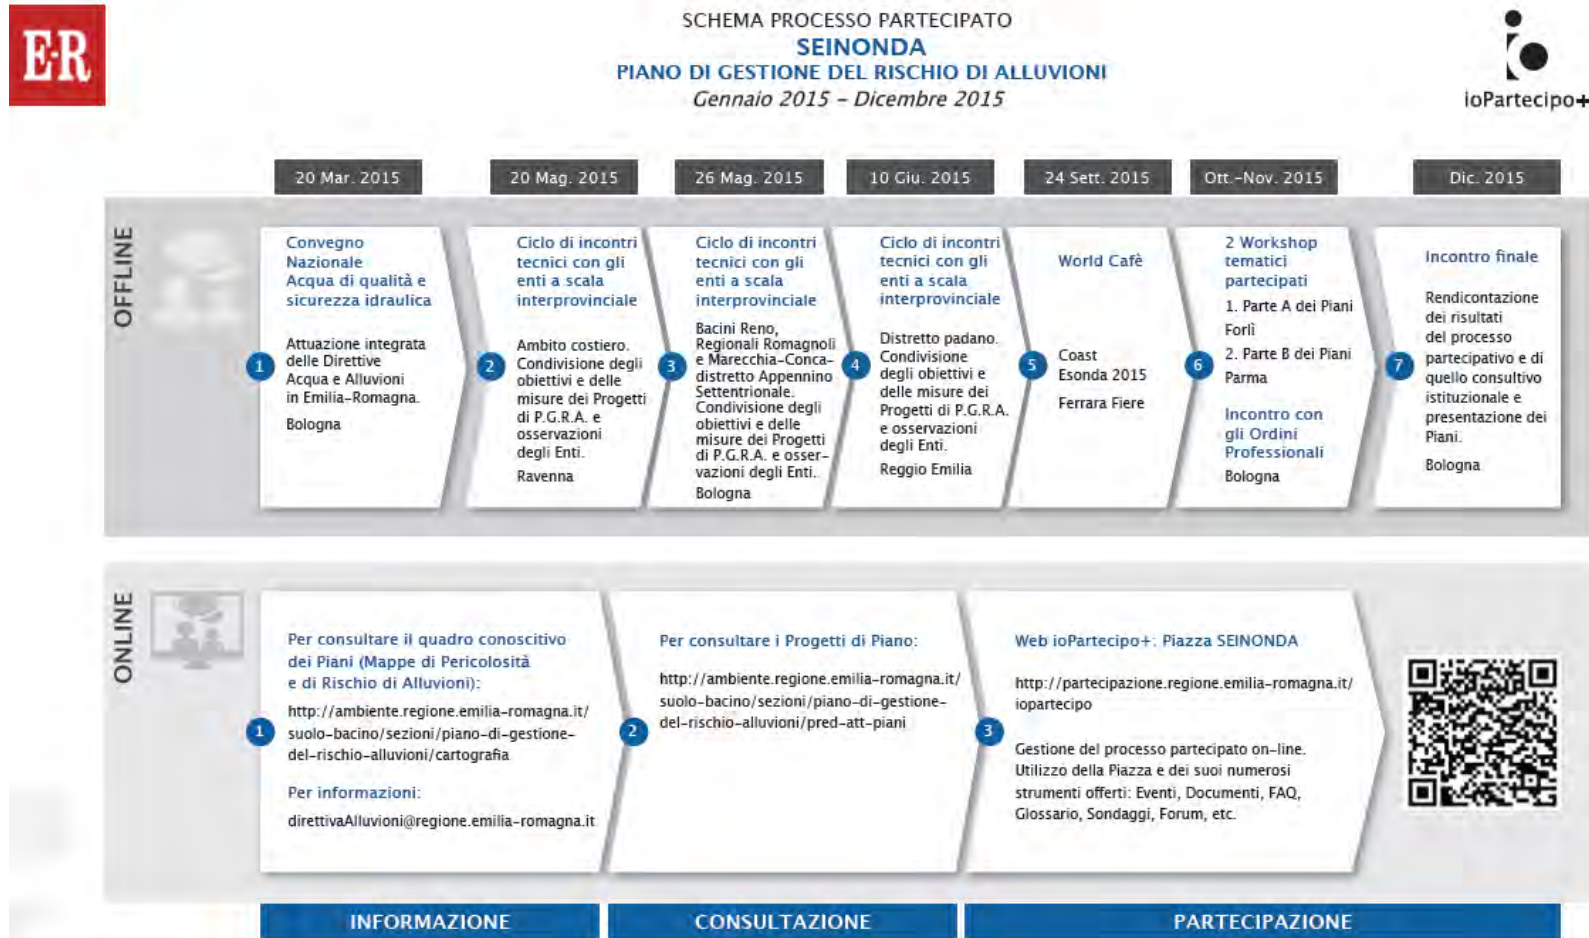 E·R
SCHEMA PROCESSO PARTECIPATO
SEINONDA
PIANO DI GESTIONE DEL RISCHIO DI ALLUVIONI
Gennaio 2015 – Dicembre 2015
io
ioPartecipo+
OFFLINE
20 Mar. 2015
Convegno
Nazionale
Acqua di qualità e
sicurezza idraulica
Attuazione integrata
delle Direttive
Acqua e Alluvioni
in Emilia-Romagna.
Bologna
1
20 Mag. 2015
Ciclo di incontri
tecnici con gli
enti a scala
interprovinciale
Ambito costiero.
Condivisione degli
obiettivi e delle
misure dei Progetti
di P.G.R.A. e
osservazioni
degli Enti.
Ravenna
2
26 Mag. 2015
Ciclo di incontri
tecnici con gli
enti a scala
interprovinciale
Bacini Reno,
Regionali Romagnoli
e Marecchia-Conca-
distretto Appennino
Settentrionale.
Condivisione degli
obiettivi e delle
misure dei Progetti
di P.G.R.A. e osser-
vazioni degli Enti.
Bologna
3
10 Giu. 2015
Ciclo di incontri
tecnici con gli
enti a scala
interprovinciale
Distretto padano.
Condivisione
degli obiettivi e
delle misure dei
Progetti di P.G.R.A.
e osservazioni
degli Enti.
Reggio Emilia
4
24 Sett. 2015
World Cafè
Coast
Esonda 2015
Ferrara Fiere
5
Ott.-Nov. 2015
2 Workshop
tematici
partecipati
1. Parte A dei Piani
Forlì
2. Parte B dei Piani
Parma
Incontro con
gli Ordini
Professionali
Bologna
6
Dic. 2015
Incontro finale
Rendicontazione
dei risultati
del processo
partecipativo e di
quello consultivo
istituzionale e
presentazione dei
Piani.
Bologna
7
ONLINE
Per consultare il quadro conoscitivo
dei Piani (Mappe di Pericolosità
e di Rischio di Alluvioni):
http://ambiente.regione.emilia-romagna.it/
suolo-bacino/sezioni/piano-di-gestione-
del-rischio-alluvioni/cartografia
Per informazioni:
direttivaAlluvioni@regione.emilia-romagna.it
1
Per consultare i Progetti di Piano:
http://ambiente.regione.emilia-romagna.it/
suolo-bacino/sezioni/piano-di-gestione-
del-rischio-alluvioni/pred-att-piani
2
Web ioPartecipo+: Piazza SEINONDA
http://partecipazione.regione.emilia-romagna.it/
iopartecipo
Gestione del processo partecipato on-line.
Utilizzo della Piazza e dei suoi numerosi
strumenti offerti: Eventi, Documenti, FAQ,
Glossario, Sondaggi, Forum, etc.
3
INFORMAZIONE
CONSULTAZIONE
PARTECIPAZIONE